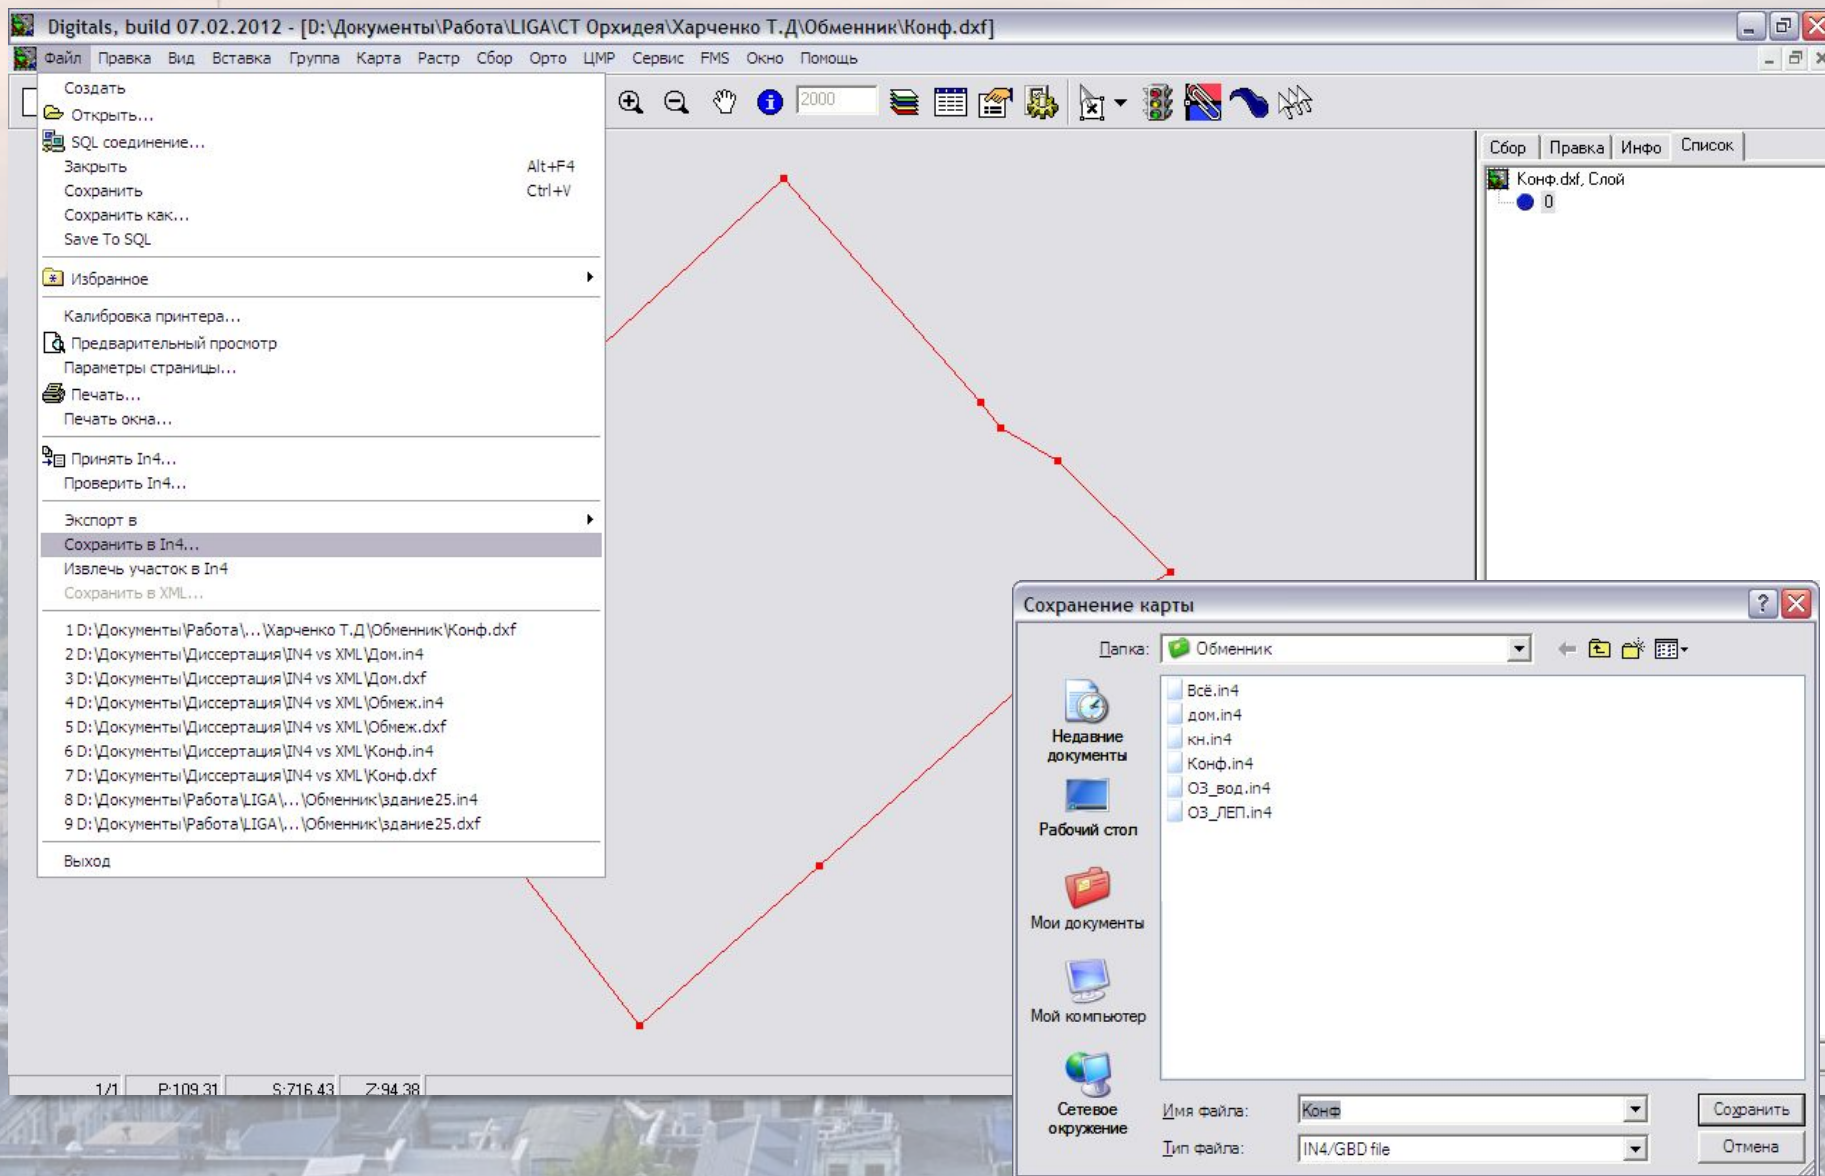 Digitals, build 07.02.2012 - [D:\Документы\Работа\LIGA\СТ Орхидея\Харченко Т.Д\Обменник\Конф.dxf]
Файл Правка Вид Вставка Группа Карта Растр Сбор Орто ЦМР Сервис FMS Окно Помощь
2000
Создать
Открыть...
SQL соединение...
Закрыть Alt+F4
Сохранить Ctrl+V
Сохранить как...
Save To SQL
Избранное
Калибровка принтера...
Предварительный просмотр
Параметры страницы...
Печать...
Печать окна...
Принять In4...
Проверить In4...
Экспорт в
Сохранить в In4...
Извлечь участок в In4
Сохранить в XML...
1 D:\Документы\Работа\...\Харченко Т.Д\Обменник\Конф.dxf
2 D:\Документы\Диссертация\IN4 vs XML\Дом.in4
3 D:\Документы\Диссертация\IN4 vs XML\Дом.dxf
4 D:\Документы\Диссертация\IN4 vs XML\Обмеж.in4
5 D:\Документы\Диссертация\IN4 vs XML\Обмеж.dxf
6 D:\Документы\Диссертация\IN4 vs XML\Конф.in4
7 D:\Документы\Диссертация\IN4 vs XML\Конф.dxf
8 D:\Документы\Работа\LIGA\...\Обменник\здание25.in4
9 D:\Документы\Работа\LIGA\...\Обменник\здание25.dxf
Выход
Сбор Правка Инфо Список
Конф.dxf, Слой
0
Сохранение карты
Папка: Обменник
Недавние документы
Рабочий стол
Мои документы
Мой компьютер
Сетевое окружение
Всё.in4
дом.in4
кн.in4
Конф.in4
ОЗ_вод.in4
ОЗ_ЛЕП.in4
Имя файла: Конф Сохранить
Тип файла: IN4/GBD file Отмена
1/1 P:109.31 S:716.43 Z:94.38